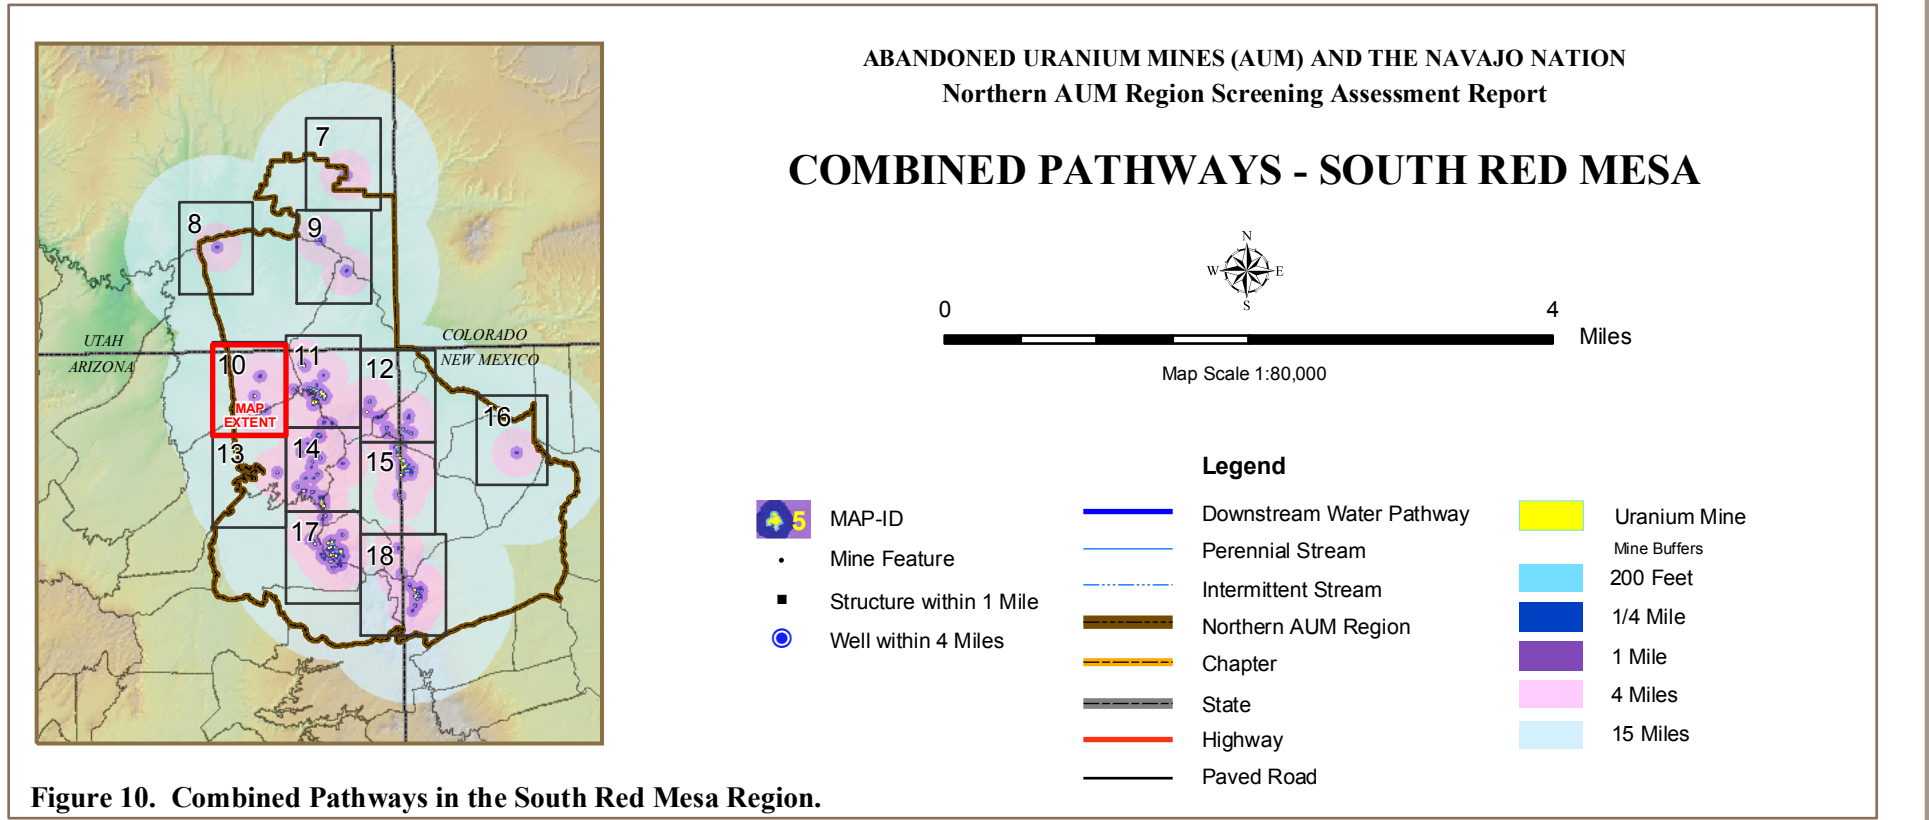 ABANDONED URANIUM MINES (AUM) AND THE NAVAJO NATION
Northern AUM Region Screening Assessment Report
COMBINED PATHWAYS - SOUTH RED MESA
N
W E
S
0 4
Miles
Map Scale 1:80,000
7
8
9
UTAH
COLORADO
ARIZONA
NEW MEXICO
10
11
12
MAP
EXTENT
16
13
14
15
17
18
Legend
5 MAP-ID
Mine Feature
Structure within 1 Mile
Well within 4 Miles
Downstream Water Pathway
Perennial Stream
Intermittent Stream
Northern AUM Region
Chapter
State
Highway
Paved Road
Uranium Mine
Mine Buffers
200 Feet
1/4 Mile
1 Mile
4 Miles
15 Miles
Figure 10. Combined Pathways in the South Red Mesa Region.